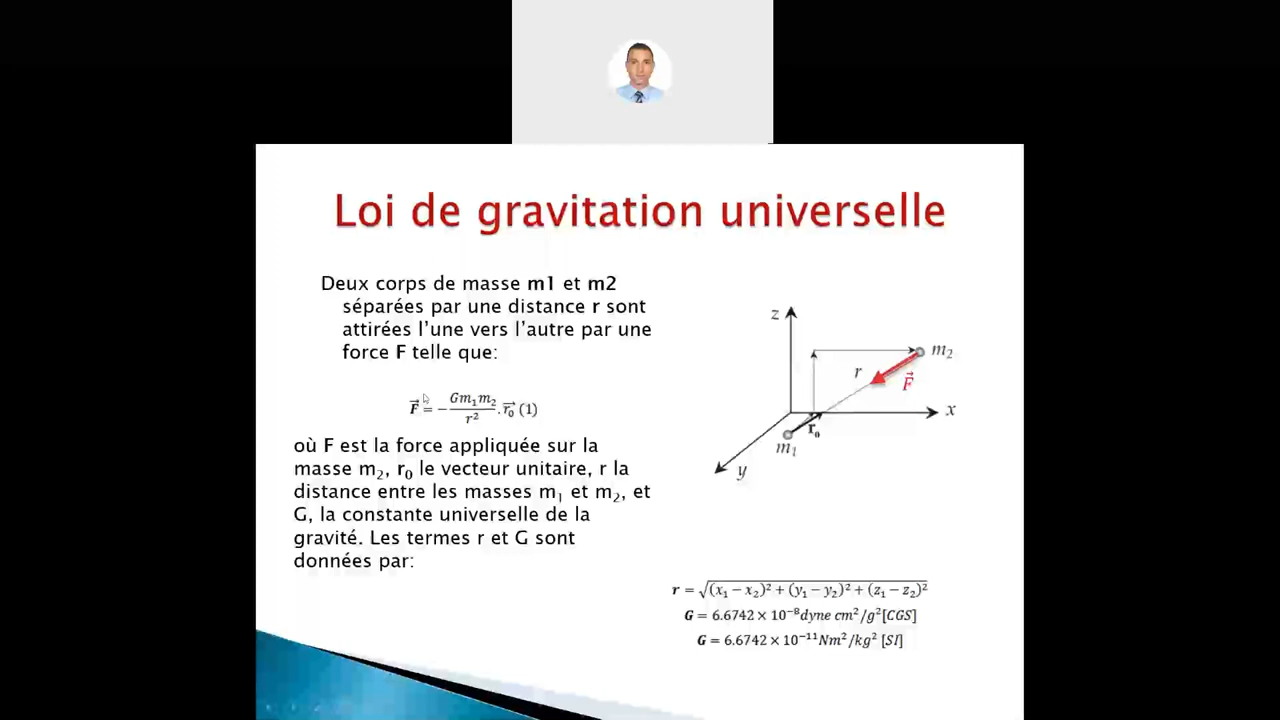 Loi de gravitation universelle
Deux corps de masse m1 et m2
séparées par une distance r sont
attirées l'une vers l'autre par une
force F telle que:
F⃗ = − Gm₁m₂ / r² . r₀⃗ (1)
où F est la force appliquée sur la
masse m₂, r₀ le vecteur unitaire, r la
distance entre les masses m₁ et m₂, et
G, la constante universelle de la
gravité. Les termes r et G sont
données par:
z
m₂
r
F⃗
x
r₀
m₁
y
r = √(x₁ − x₂)² + (y₁ − y₂)² + (z₁ − z₂)²
G = 6.6742 × 10⁻⁸dyne cm²/g²[CGS]
G = 6.6742 × 10⁻¹¹Nm²/kg² [SI]